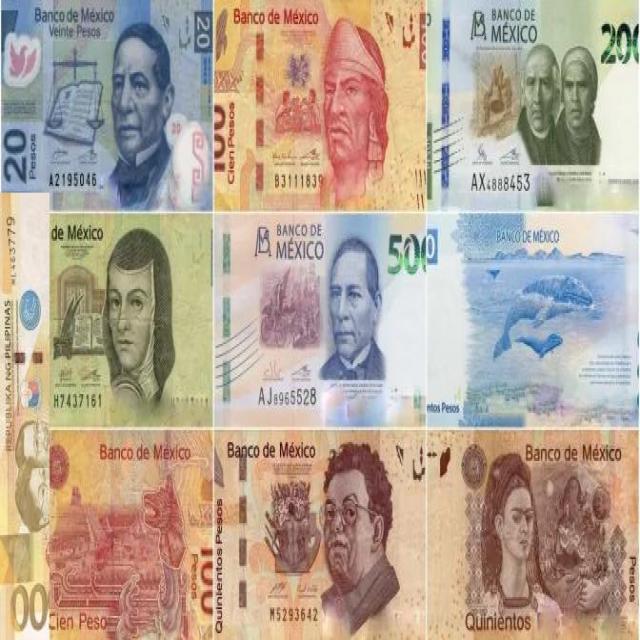 Banco de México
Veinte Pesos
20
20
Pesos
A2195046
Banco de México
100
Cien Pesos
B3111839
BANCO DE
MÉXICO
200
AX4888453
REPUBLIKA NG PILIPINAS
de México
H7437161
BANCO DE
MÉXICO
500
AJ8965528
BANCO DE MÉXICO
ntos Pesos
00
Banco de México
Cien Peso
100
Pesos
Banco de México
Quinientos Pesos
M5293642
Banco de México
Quinientos
Pesos